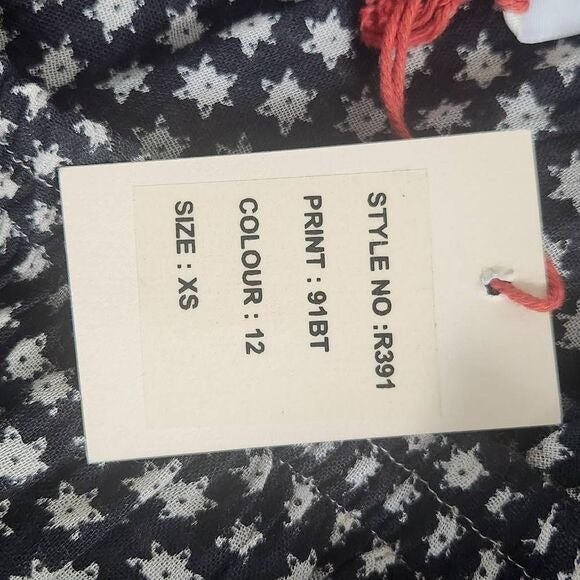 STYLE NO :R391
PRINT : 91BT
COLOUR : 12
SIZE : XS